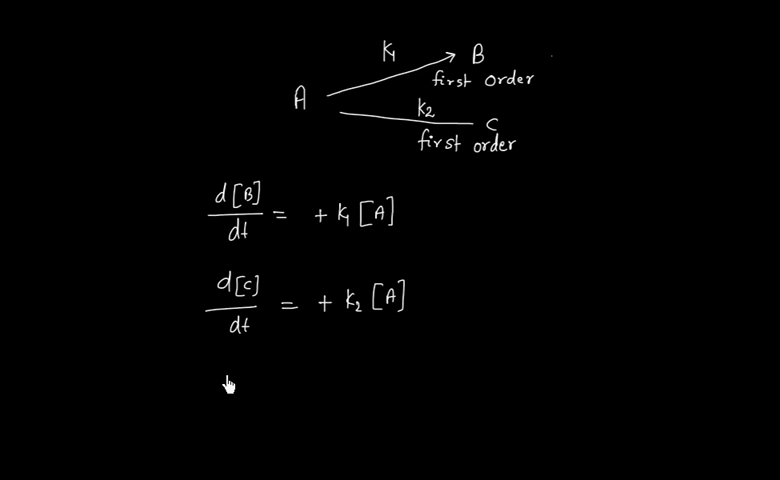 K1 B
first order
A
K2 C
first order
d[B]/dt = + K1 [A]
d[C]/dt = + K2 [A]